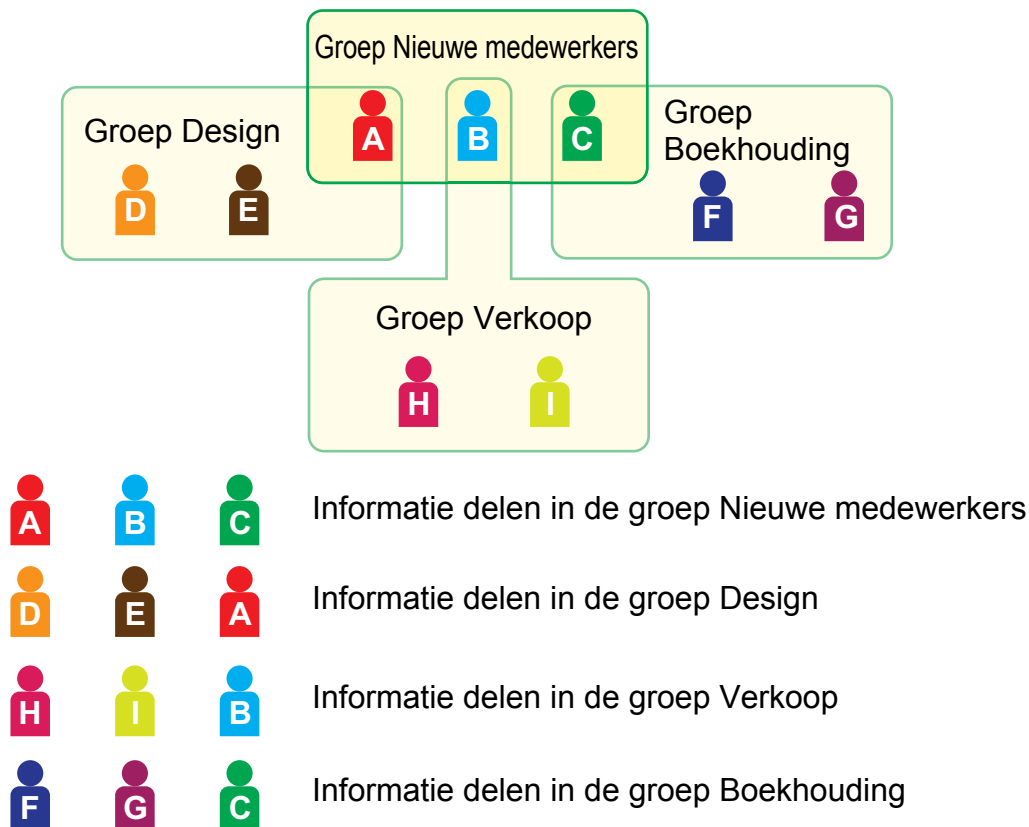 Groep Nieuwe medewerkers
Groep Design
A
B
C
Groep
Boekhouding
D
E
F
G
Groep Verkoop
H
I
A B C Informatie delen in de groep Nieuwe medewerkers
D E A Informatie delen in de groep Design
H I B Informatie delen in de groep Verkoop
F G C Informatie delen in de groep Boekhouding